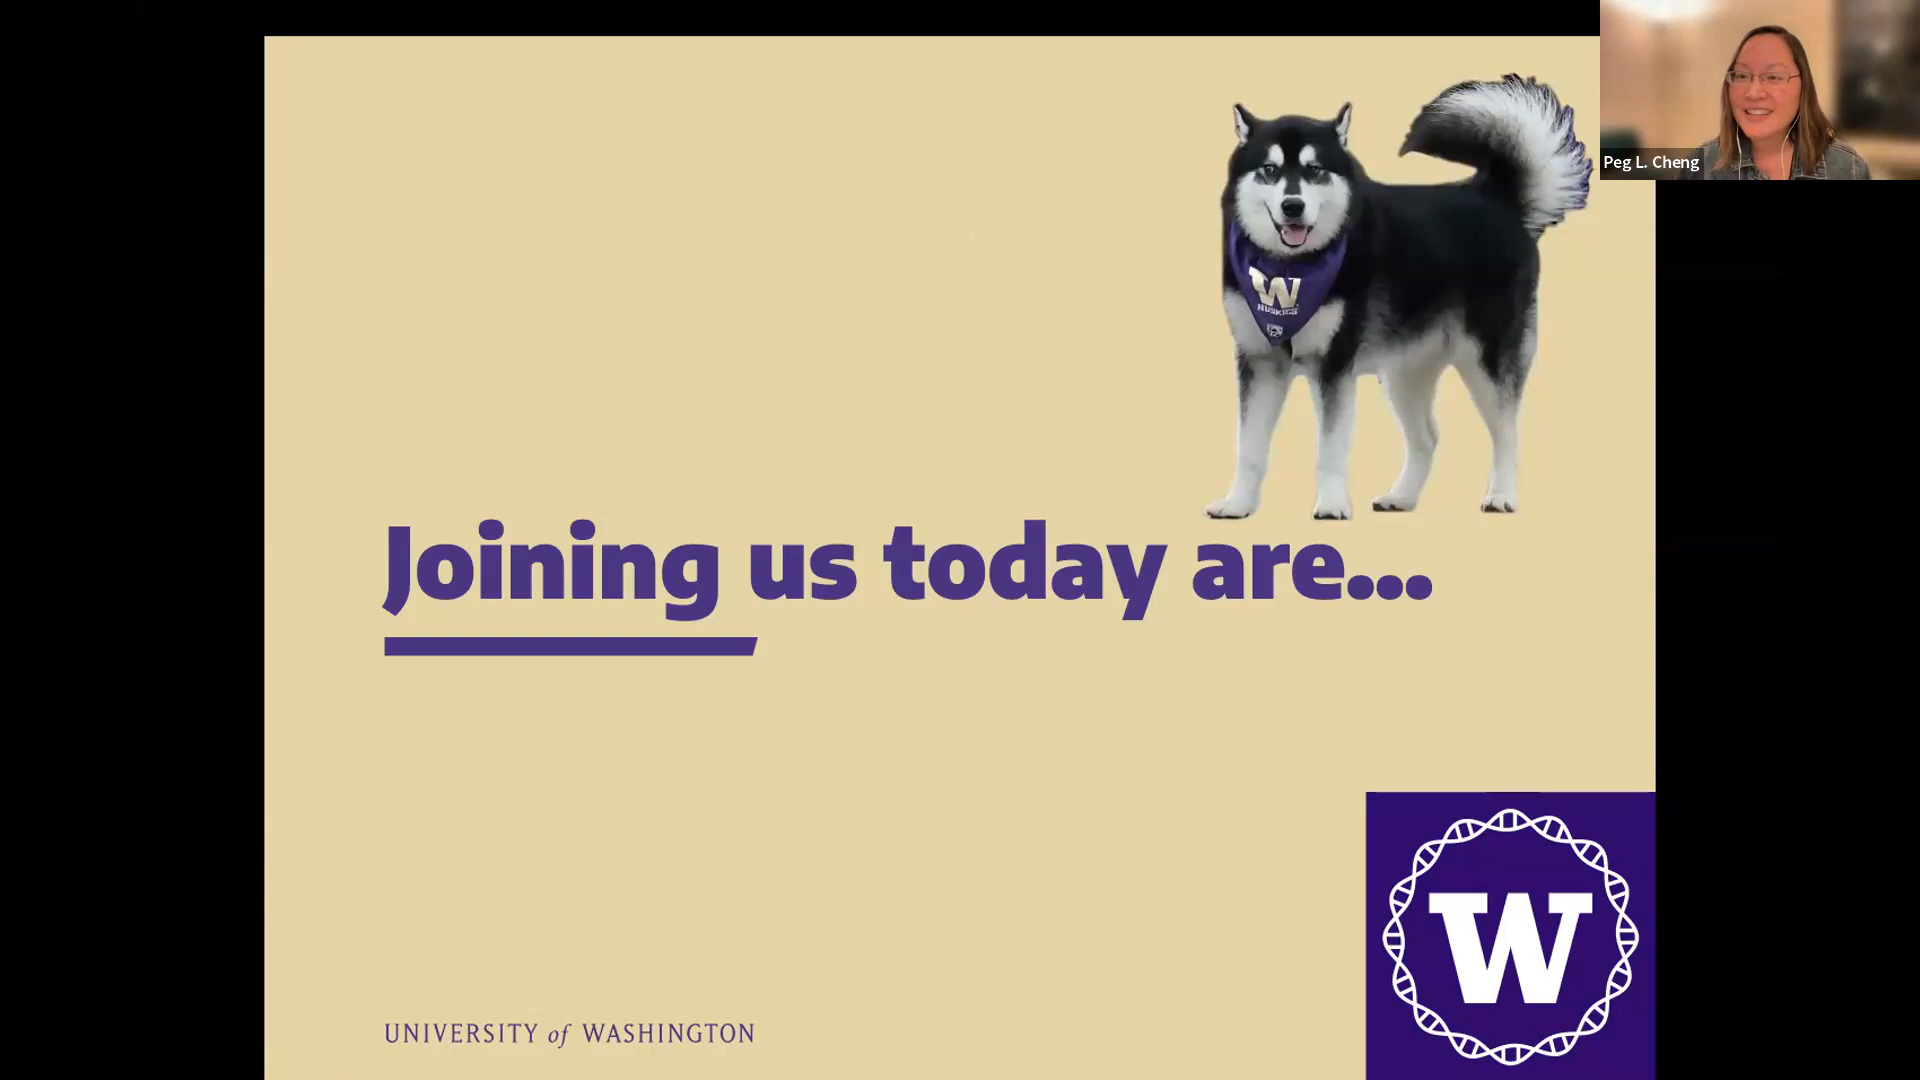 Peg L. Cheng
W
HUSKIES
Joining us today are...
W
UNIVERSITY of WASHINGTON